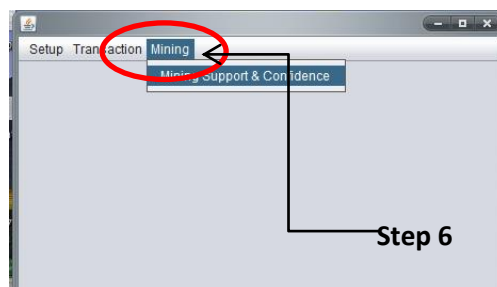 Setup Transaction Mining
Mining Support & Confidence
Step 6